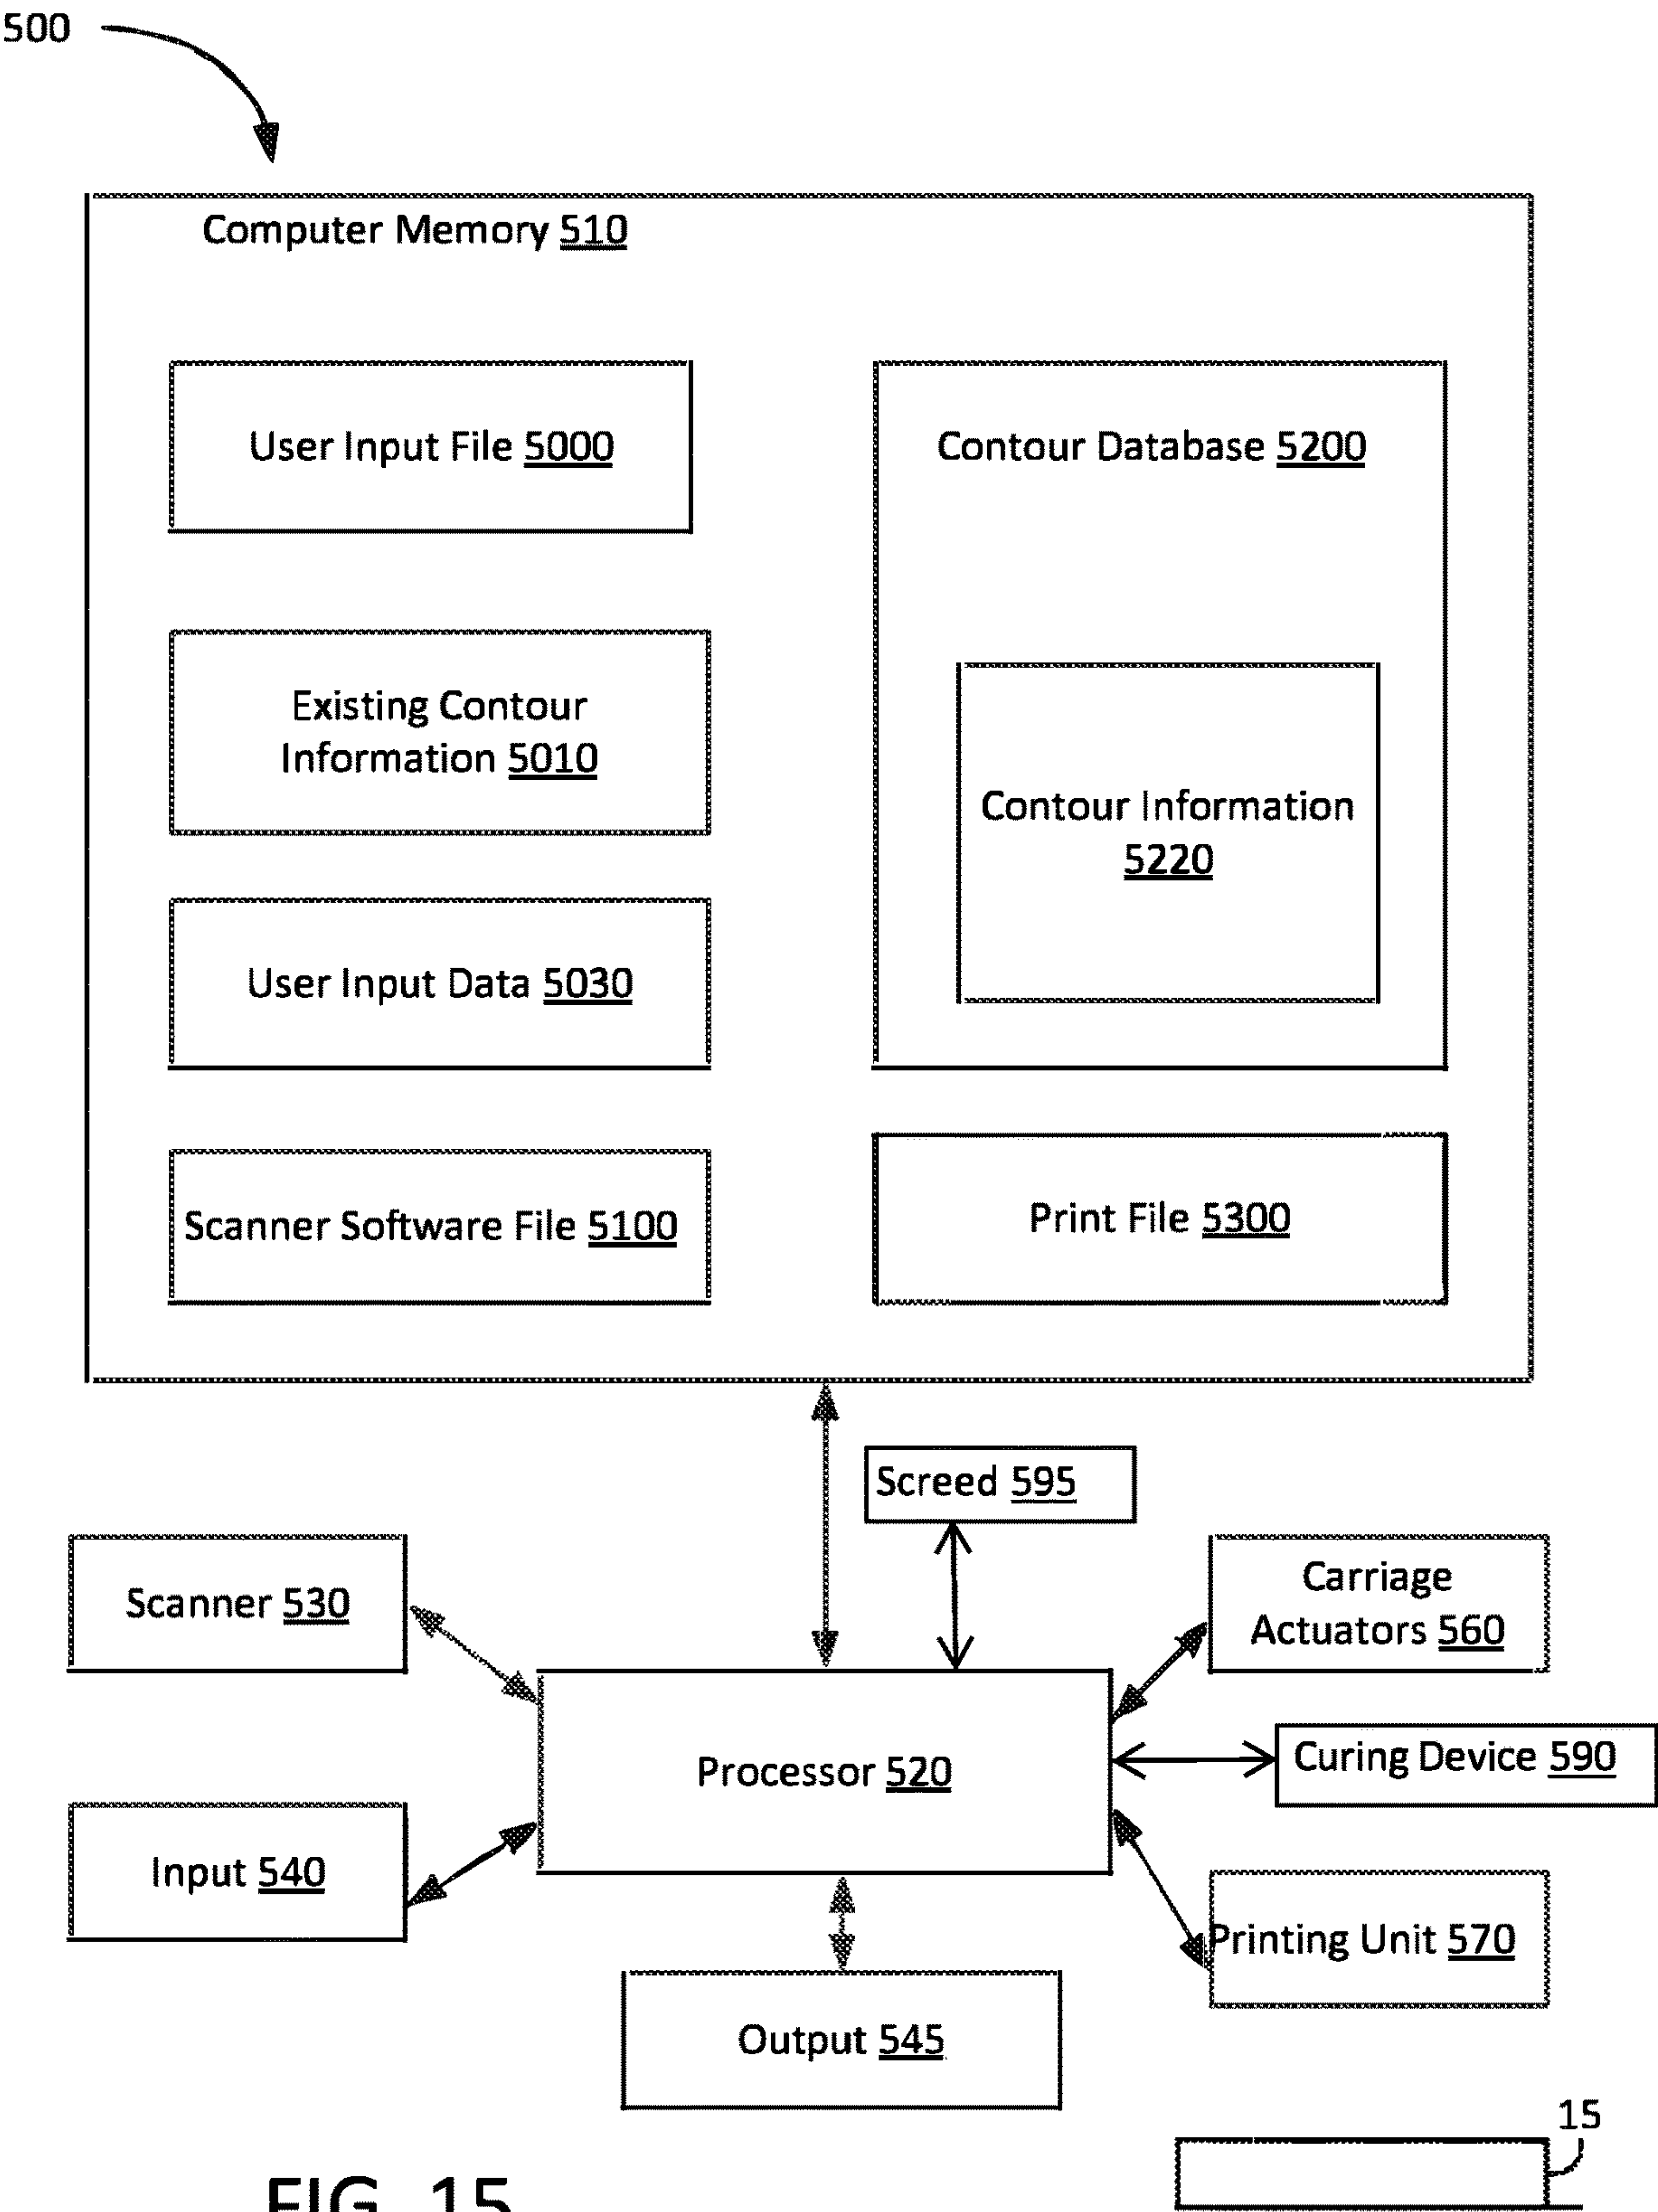 500
Computer Memory 510
User Input File 5000
Contour Database 5200
Existing Contour
Information 5010
Contour Information
5220
User Input Data 5030
Scanner Software File 5100
Print File 5300
Screed 595
Scanner 530
Carriage
Actuators 560
Processor 520
Curing Device 590
Input 540
Printing Unit 570
Output 545
15
FIG. 15